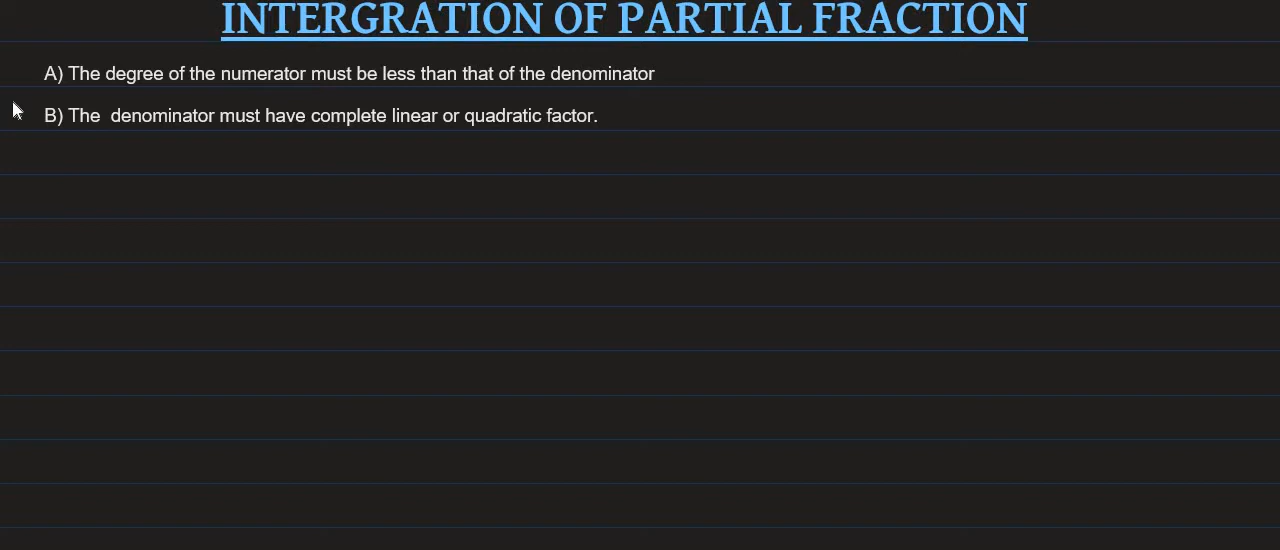 INTERGRATION OF PARTIAL FRACTION
A) The degree of the numerator must be less than that of the denominator
B) The  denominator must have complete linear or quadratic factor.